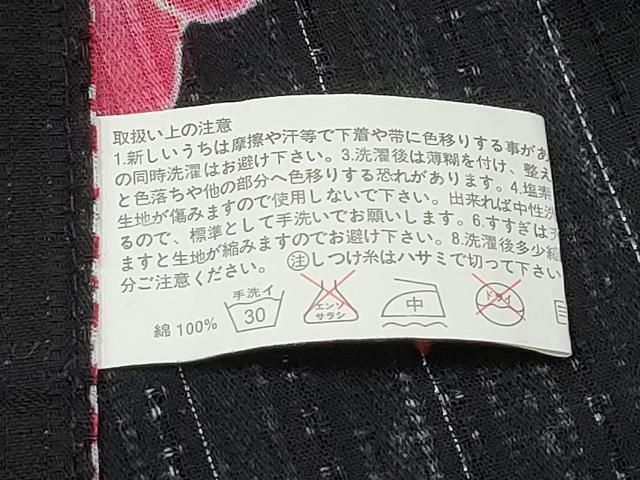 取扱い上の注意
1.新しいうちは摩擦や汗等で下着や帯に色移りする事があ
の同時洗濯はお避け下さい。3.洗濯後は薄糊を付け、整え
と色落ちや他の部分へ色移りする恐れがあります。4.塩素
生地が傷みますので使用しないで下さい。出来れば中性洗
るので、標準として手洗いでお願いします。6.すすぎは
ますと生地が縮みますのでお避け下さい。8.洗濯後多少縮
分ご注意ください。 注しつけ糸はハサミで切って下さい
綿 100% 手洗イ 30 エンソサラシ 中 ドライ